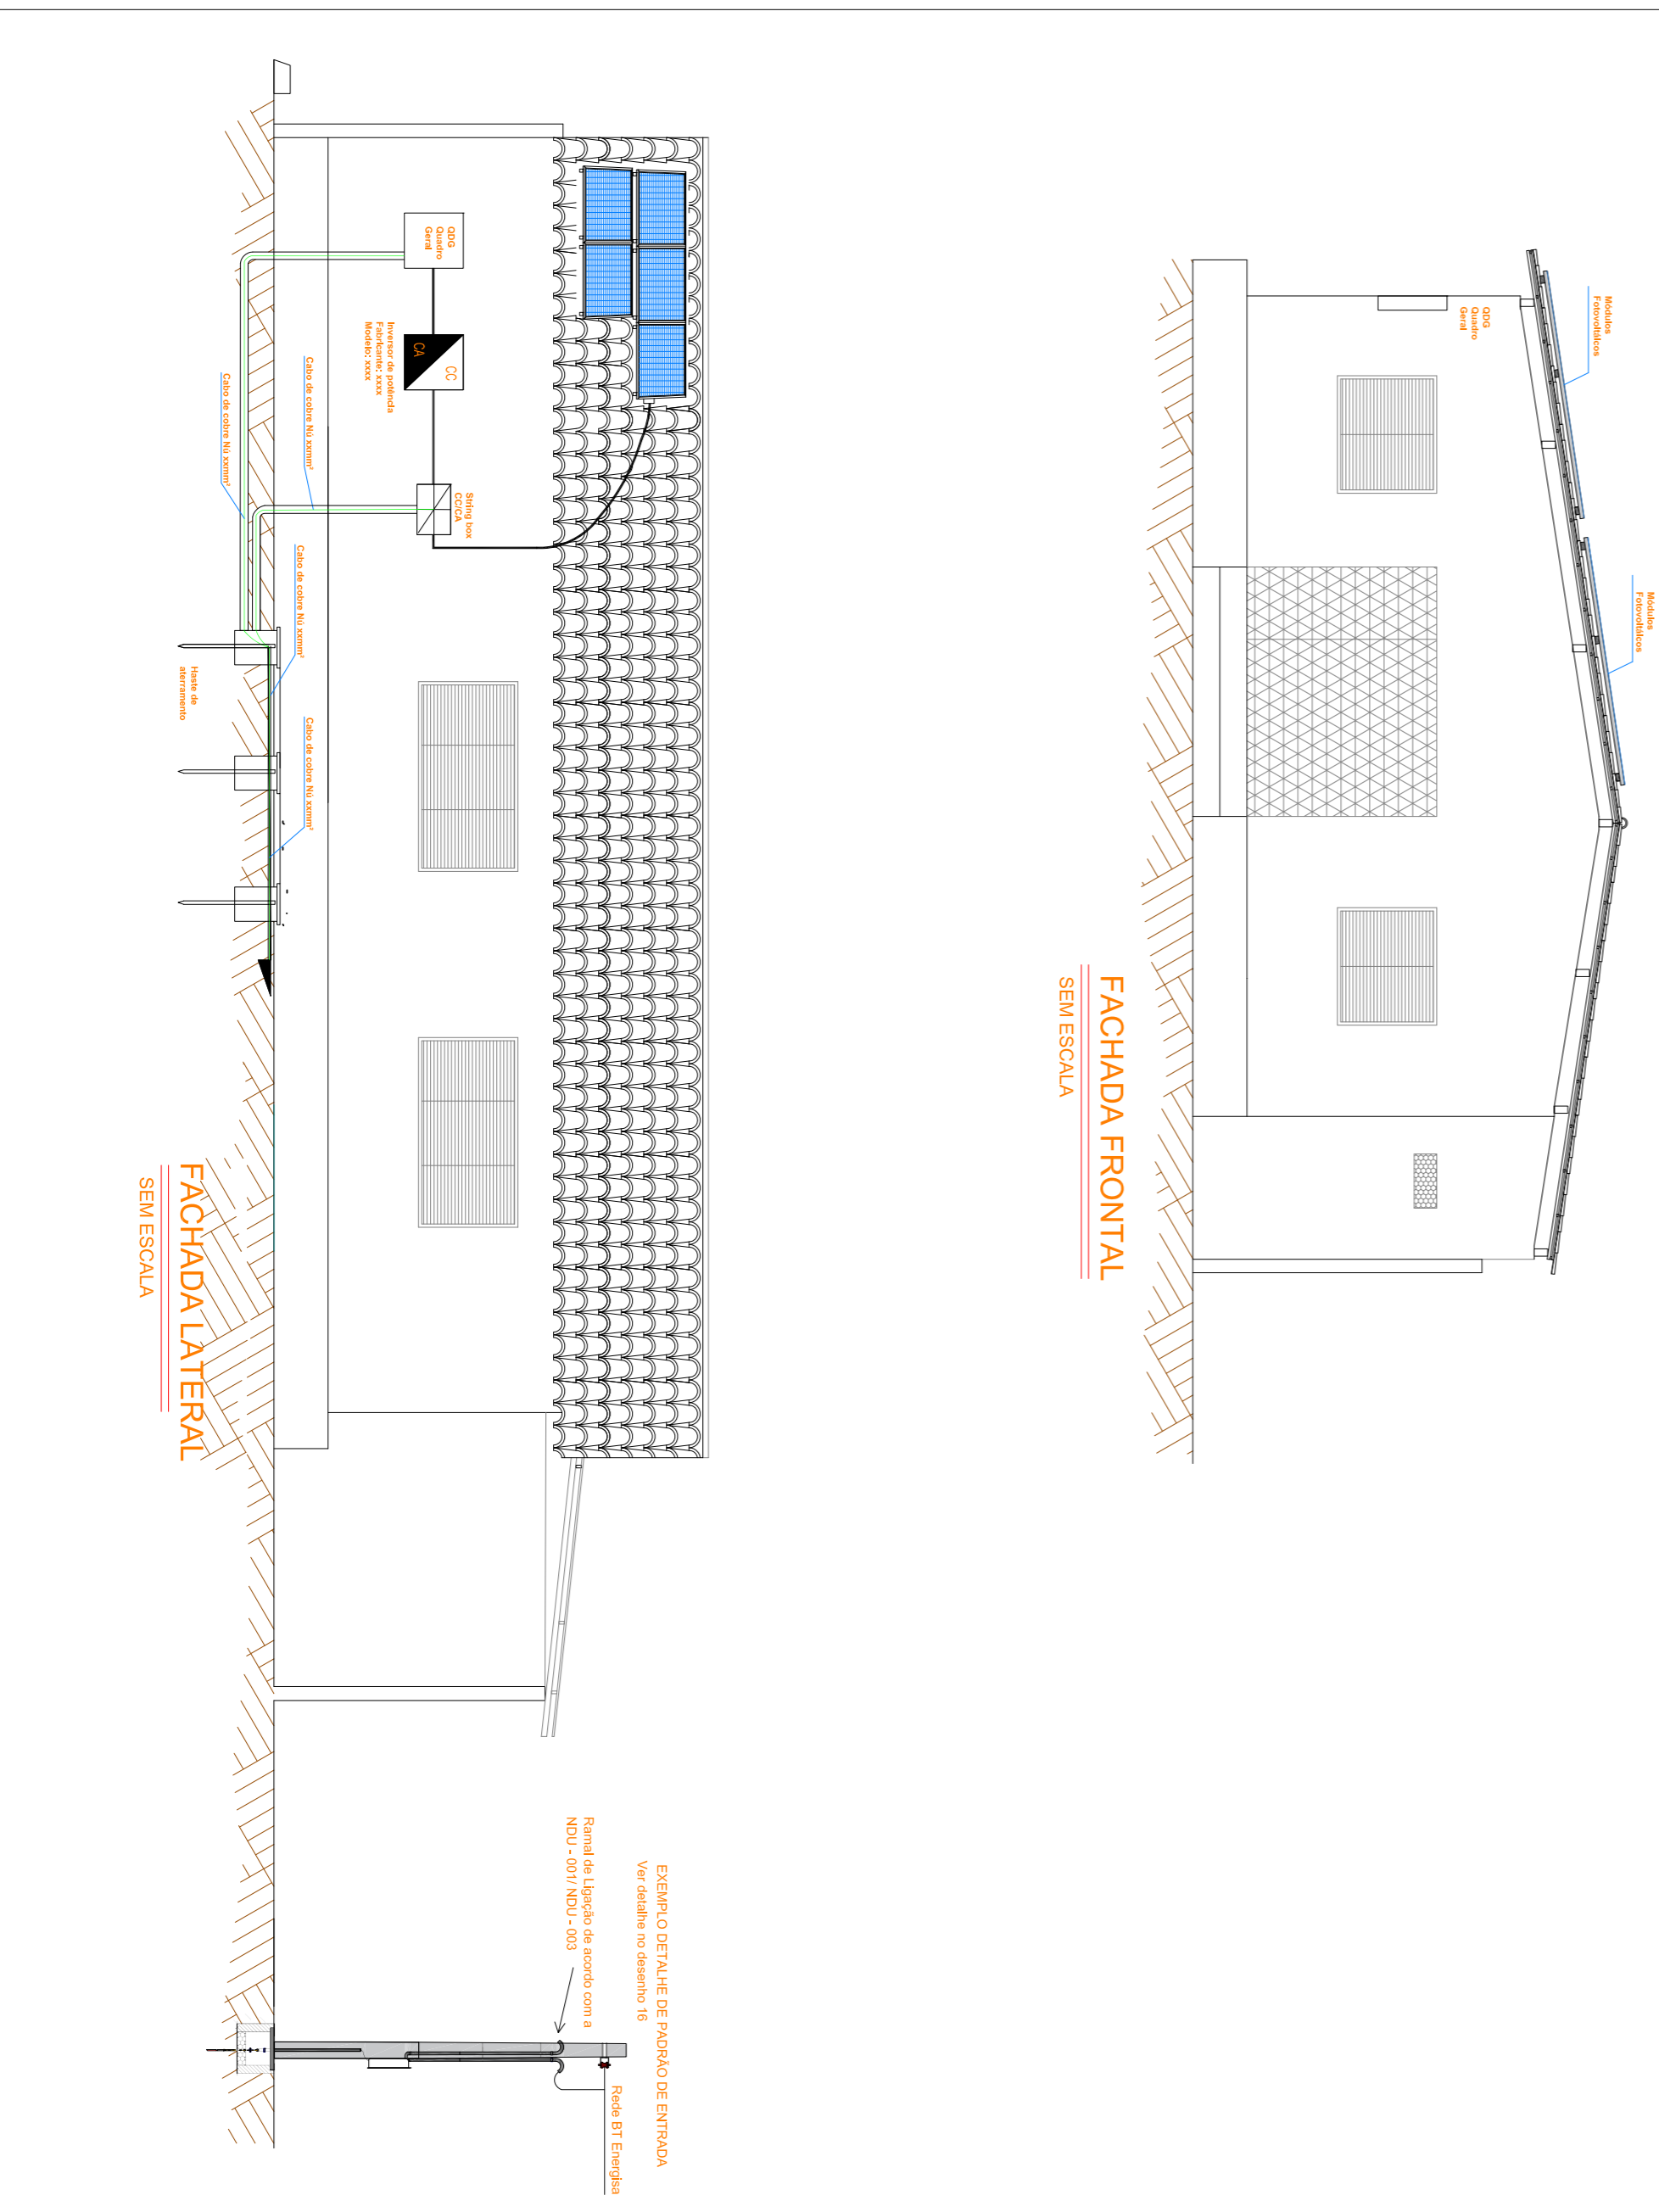 Módulos
Fotovoltáicos
Módulos
Fotovoltáicos
QDG
Quadro
Geral
FACHADA FRONTAL
SEM ESCALA
QDG
Quadro
Geral
Inversor de potência
Fabricante: xxxx
Modelo: xxxx
CC
CA
String box
CC/CA
Cabo de cobre Nú xxmm²
Cabo de cobre Nú xxmm²
Cabo de cobre Nú xxmm²
Cabo de cobre Nú xxmm²
Haste de
aterramento
FACHADA LATERAL
SEM ESCALA
EXEMPLO DETALHE DE PADRÃO DE ENTRADA
Ver detalhe no desenho 16
Ramal de Ligação de acordo com a
NDU - 001/ NDU - 003
Rede BT Energisa